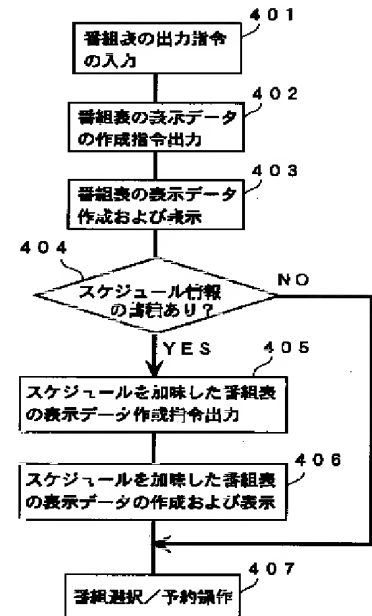 401
番組表の出力指令
の入力
402
番組表の表示データ
の作成指令出力
403
番組表の表示データ
作成および表示
404
スケジュール情報
の蓄積あり?
NO
YES
405
スケジュールを加味した番組表
の表示データ作成指令出力
406
スケジュールを加味した番組表
の表示データの作成および表示
407
番組選択/予約操作